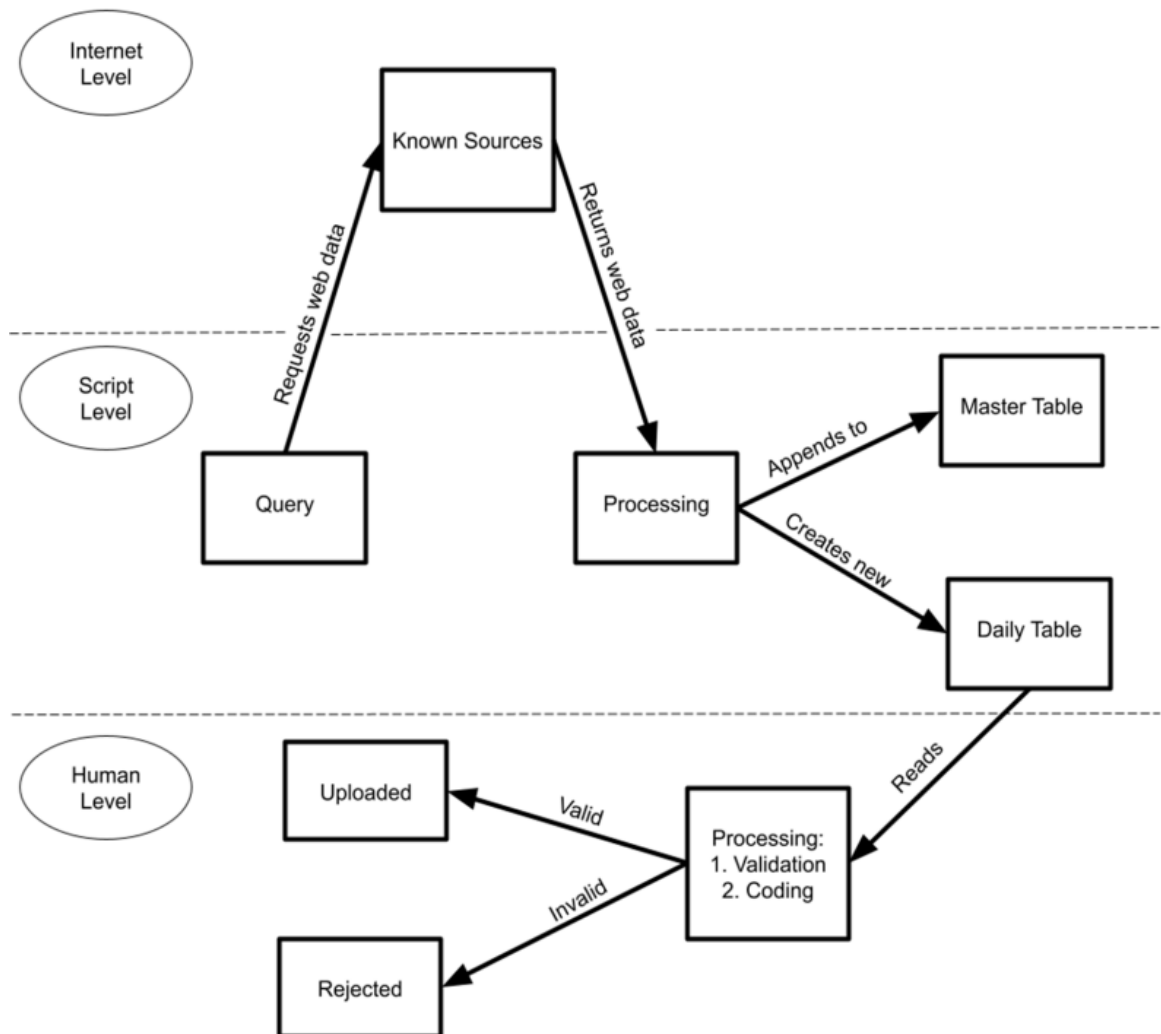 Internet
Level
Known Sources
Requests web data
Returns web data
Script
Level
Query
Processing
Appends to
Master Table
Creates new
Daily Table
Human
Level
Reads
Processing:
1. Validation
2. Coding
Valid
Uploaded
Invalid
Rejected